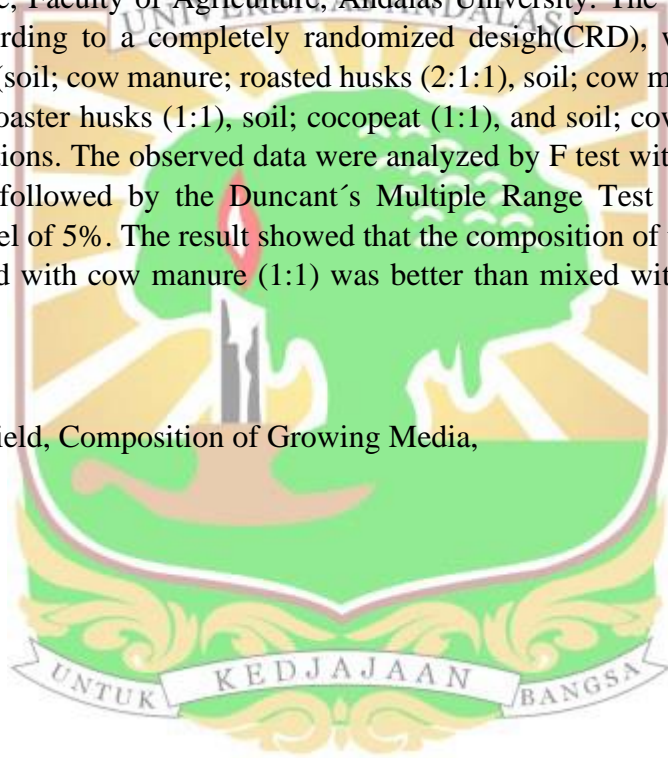 e, Faculty of Agriculture, Andalas University. The
rding to a completely randomized desigh(CRD), w
(soil; cow manure; roasted husks (2:1:1), soil; cow m
oaster husks (1:1), soil; cocopeat (1:1), and soil; cov
tions. The observed data were analyzed by F test wit
followed by the Duncant´s Multiple Range Test
el of 5%. The result showed that the composition of
d with cow manure (1:1) was better than mixed wit
ield, Composition of Growing Media,
UNIVERSITAS ANDALAS
UNTUK KEDJAJAAN BANGSA